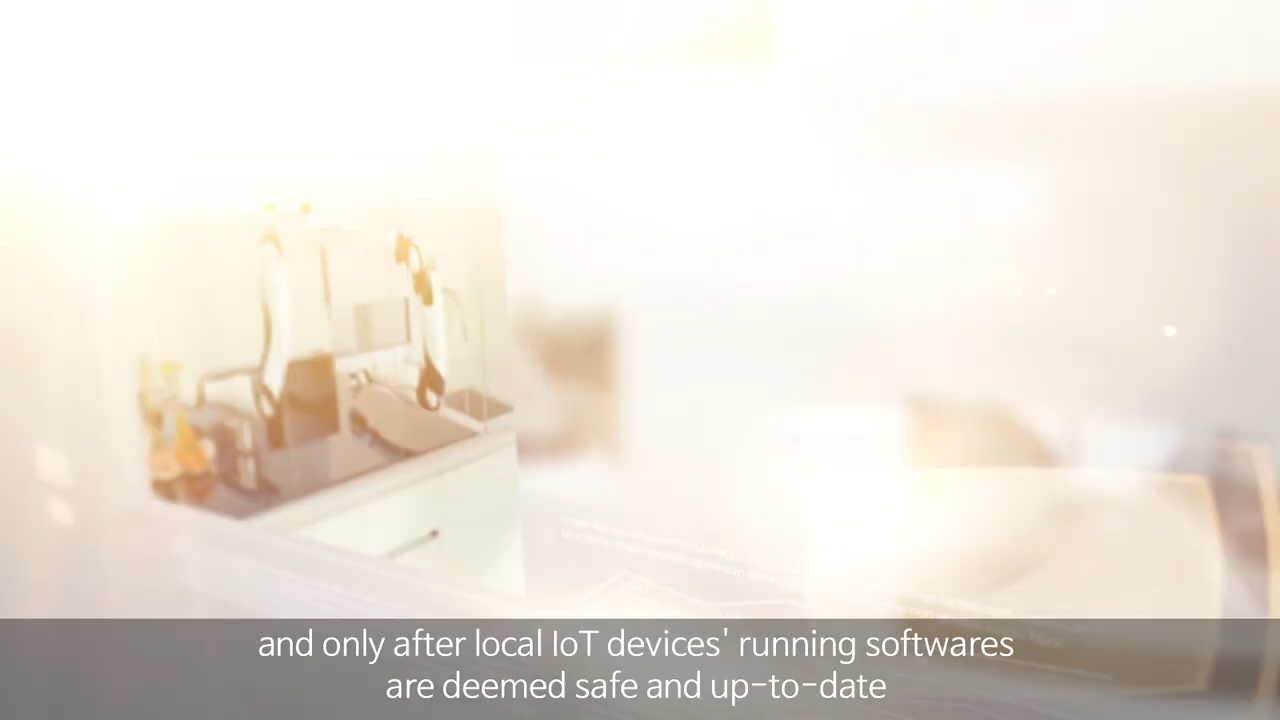 and only after local IoT devices' running softwares
are deemed safe and up-to-date